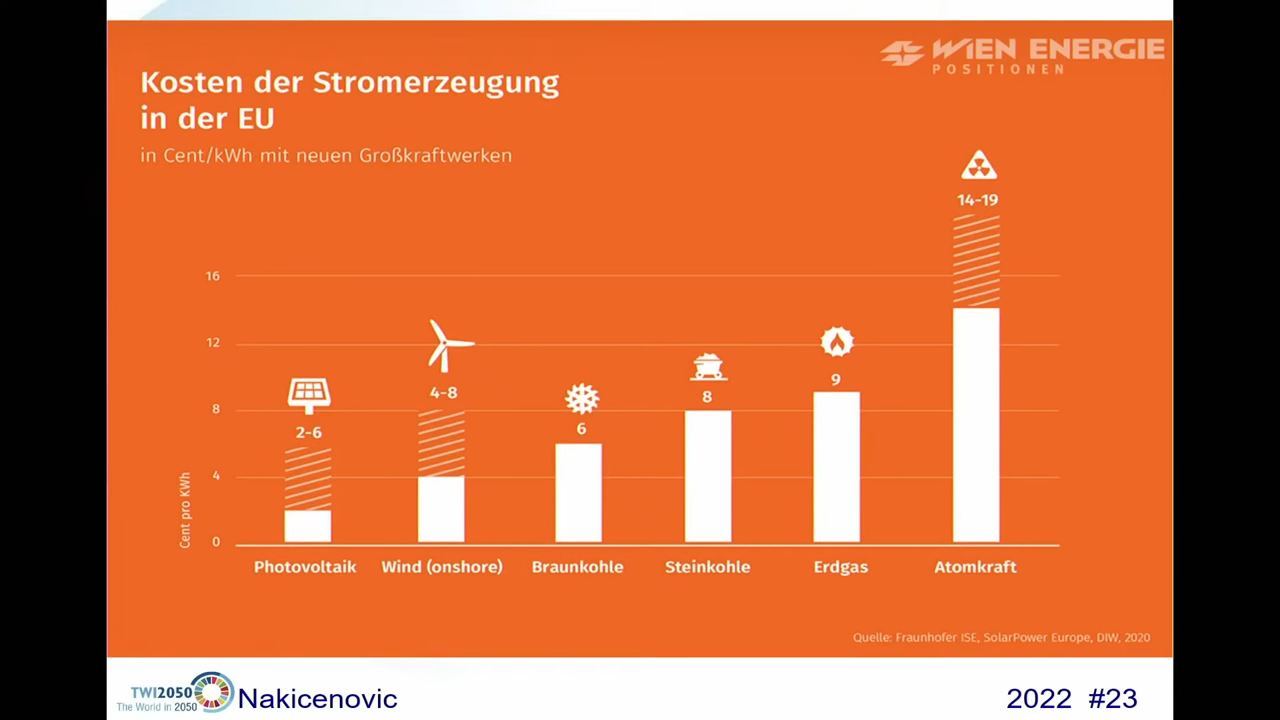 WIEN ENERGIE
POSITIONEN
Kosten der Stromerzeugung
in der EU
in Cent/kWh mit neuen Großkraftwerken
14-19
16
12
9
4-8
8
8
2-6
6
4
0
Cent pro KWh
Photovoltaik Wind (onshore) Braunkohle Steinkohle Erdgas Atomkraft
Quelle: Fraunhofer ISE, SolarPower Europe, DIW, 2020
TWI2050
The World in 2050
Nakicenovic 2022 #23